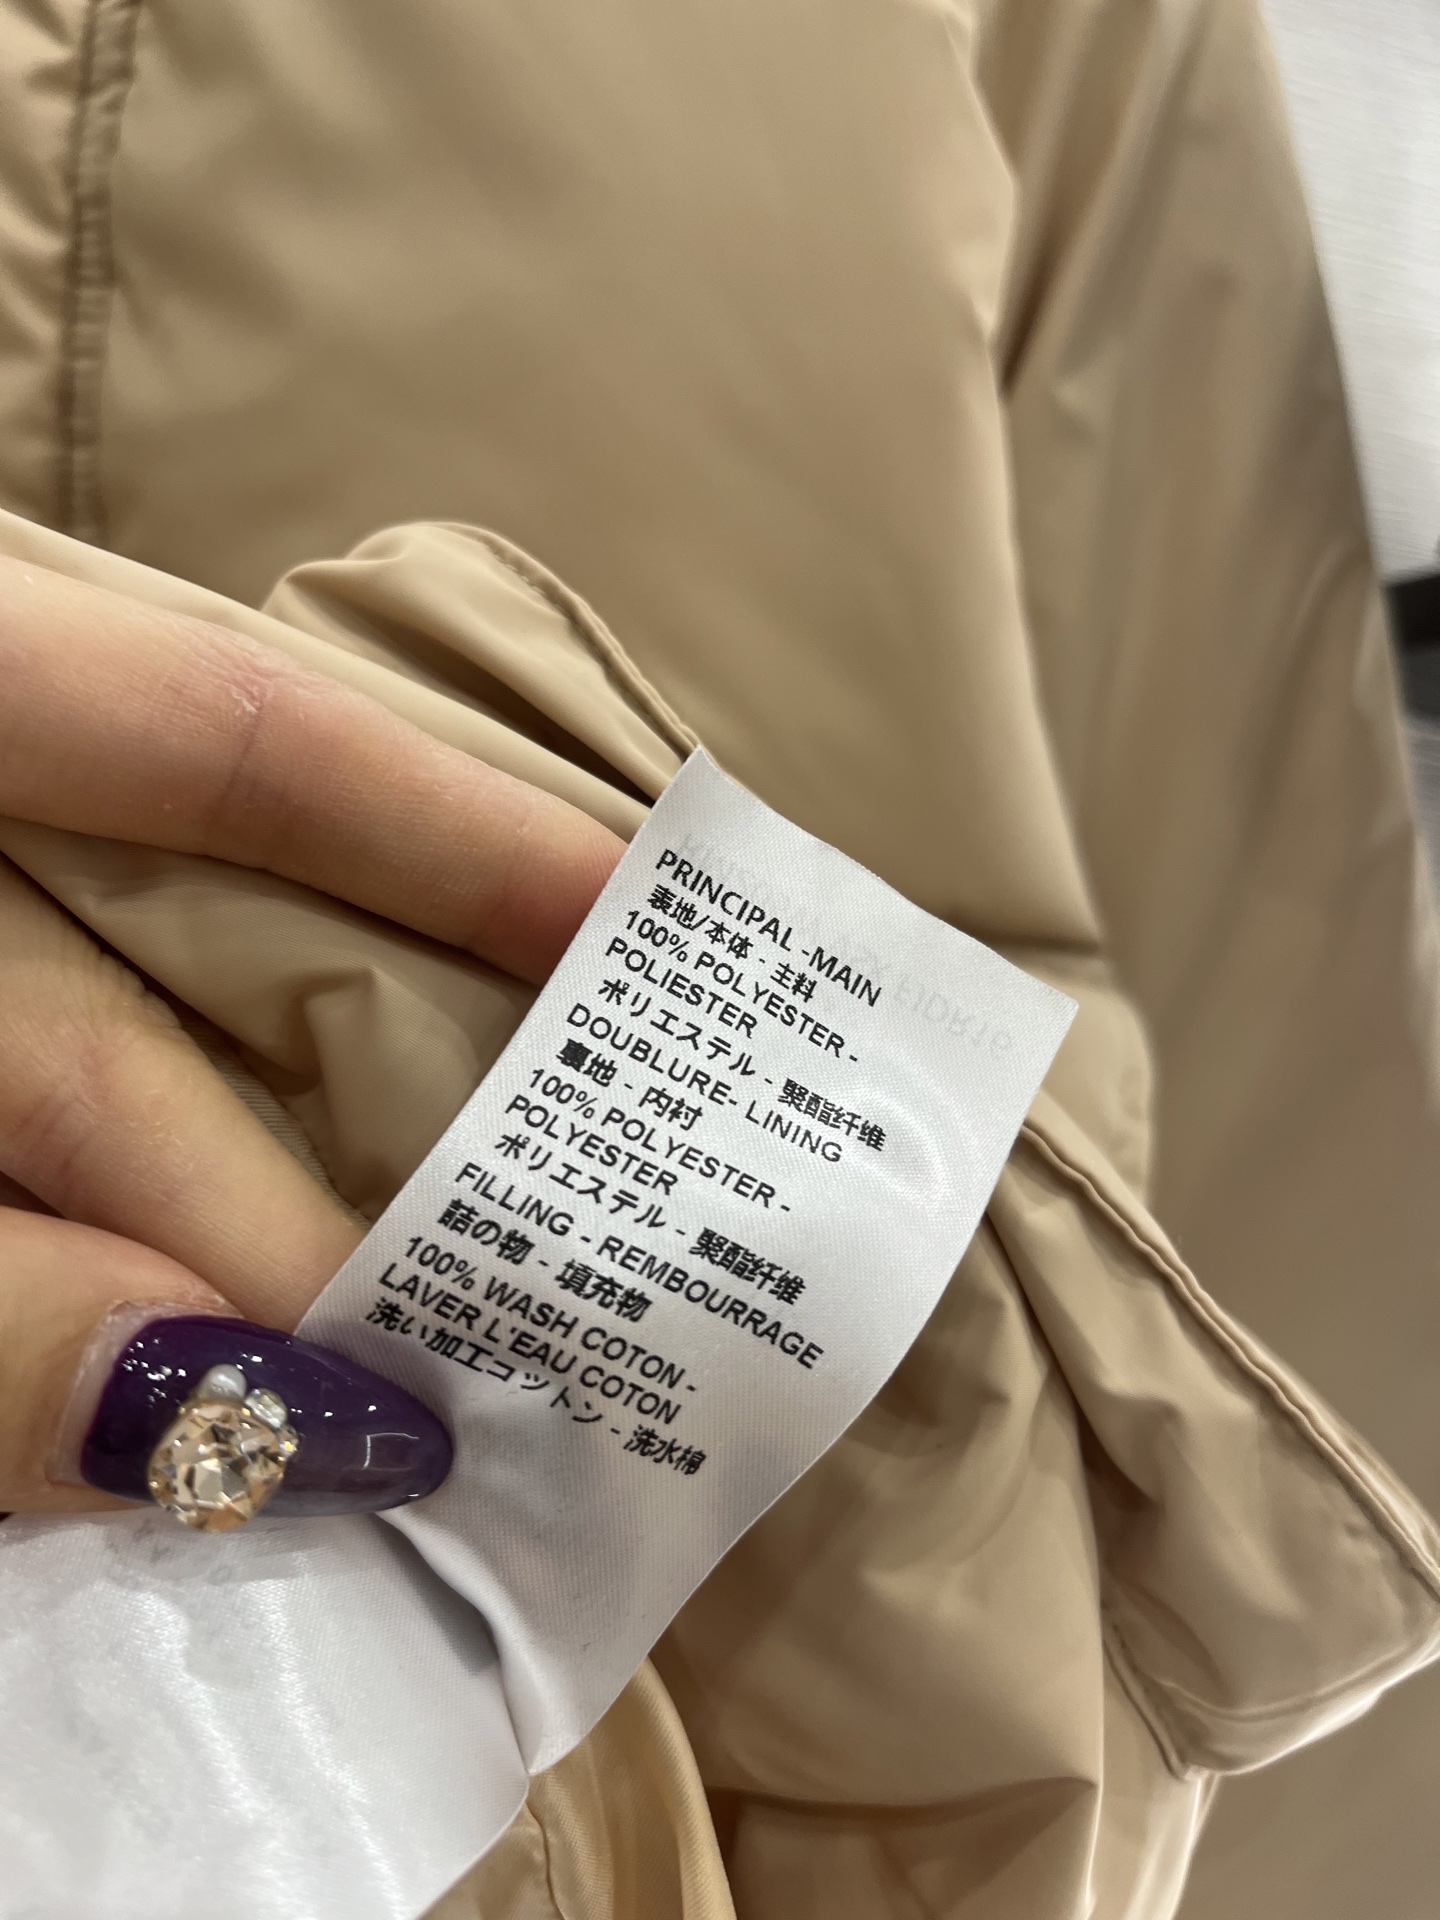 PRINCIPAL -MAIN
表地/本体 - 主料
100% POLYESTER -
POLIESTER
ポリエステル - 聚酯纤维
DOUBLURE- LINING
裏地 - 内衬
100% POLYESTER -
POLYESTER
ポリエステル - 聚酯纤维
FILLING - REMBOURRAGE
詰の物 - 填充物
100% WASH COTON -
LAVER L'EAU COTON
洗い加工コットン - 洗水棉